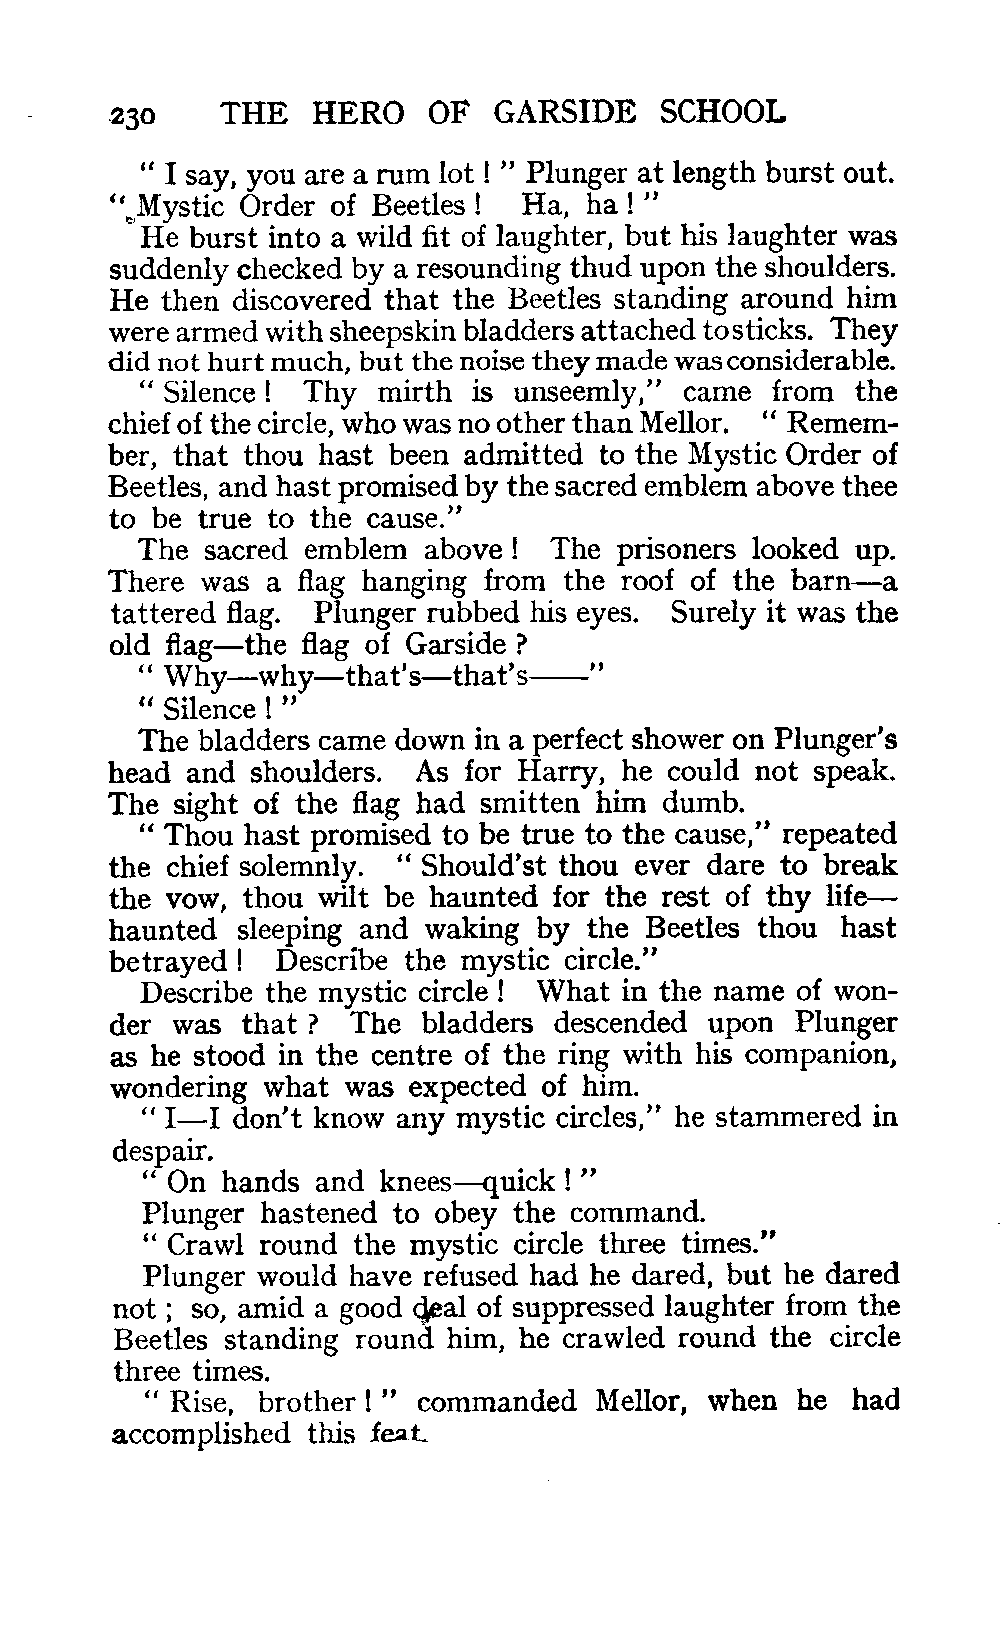 230 THE HERO OF GARSIDE SCHOOL
" I say, you are a rum lot ! " Plunger at length burst out.
" Mystic Order of Beetles ! Ha, ha ! "
He burst into a wild fit of laughter, but his laughter was
suddenly checked by a resounding thud upon the shoulders.
He then discovered that the Beetles standing around him
were armed with sheepskin bladders attached to sticks. They
did not hurt much, but the noise they made was considerable.
" Silence ! Thy mirth is unseemly," came from the
chief of the circle, who was no other than Mellor. " Remem-
ber, that thou hast been admitted to the Mystic Order of
Beetles, and hast promised by the sacred emblem above thee
to be true to the cause."
The sacred emblem above ! The prisoners looked up.
There was a flag hanging from the roof of the barn—a
tattered flag. Plunger rubbed his eyes. Surely it was the
old flag—the flag of Garside ?
" Why—why—that's—that's——"
" Silence ! "
The bladders came down in a perfect shower on Plunger's
head and shoulders. As for Harry, he could not speak.
The sight of the flag had smitten him dumb.
" Thou hast promised to be true to the cause," repeated
the chief solemnly. " Should'st thou ever dare to break
the vow, thou wilt be haunted for the rest of thy life—
haunted sleeping and waking by the Beetles thou hast
betrayed ! Describe the mystic circle."
Describe the mystic circle ! What in the name of won-
der was that ? The bladders descended upon Plunger
as he stood in the centre of the ring with his companion,
wondering what was expected of him.
" I—I don't know any mystic circles," he stammered in
despair.
" On hands and knees—quick ! "
Plunger hastened to obey the command.
" Crawl round the mystic circle three times."
Plunger would have refused had he dared, but he dared
not ; so, amid a good deal of suppressed laughter from the
Beetles standing round him, he crawled round the circle
three times.
" Rise, brother ! " commanded Mellor, when he had
accomplished this feat.